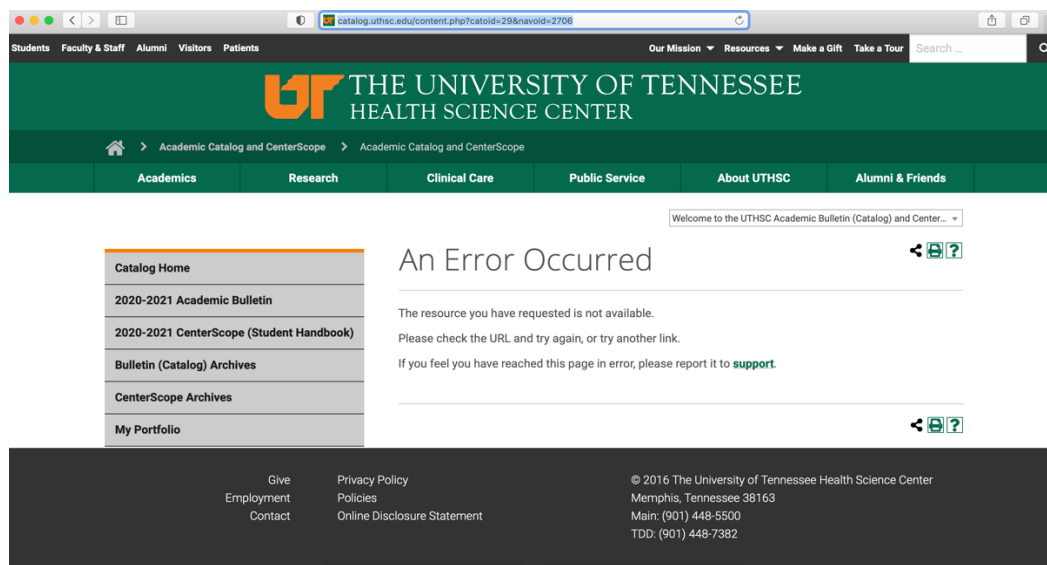 catalog.uthsc.edu/content.php?catoid=29&navoid=2706
Students Faculty & Staff Alumni Visitors Patients Our Mission Resources Make a Gift Take a Tour Search ...
UT THE UNIVERSITY OF TENNESSEE
HEALTH SCIENCE CENTER
> Academic Catalog and CenterScope > Academic Catalog and CenterScope
Academics Research Clinical Care Public Service About UTHSC Alumni & Friends
Welcome to the UTHSC Academic Bulletin (Catalog) and Center...
An Error Occurred
?
Catalog Home
2020-2021 Academic Bulletin
2020-2021 CenterScope (Student Handbook)
Bulletin (Catalog) Archives
CenterScope Archives
My Portfolio
The resource you have requested is not available.
Please check the URL and try again, or try another link.
If you feel you have reached this page in error, please report it to support.
?
Give
Employment
Contact
Privacy Policy
Policies
Online Disclosure Statement
© 2016 The University of Tennessee Health Science Center
Memphis, Tennessee 38163
Main: (901) 448-5500
TDD: (901) 448-7382